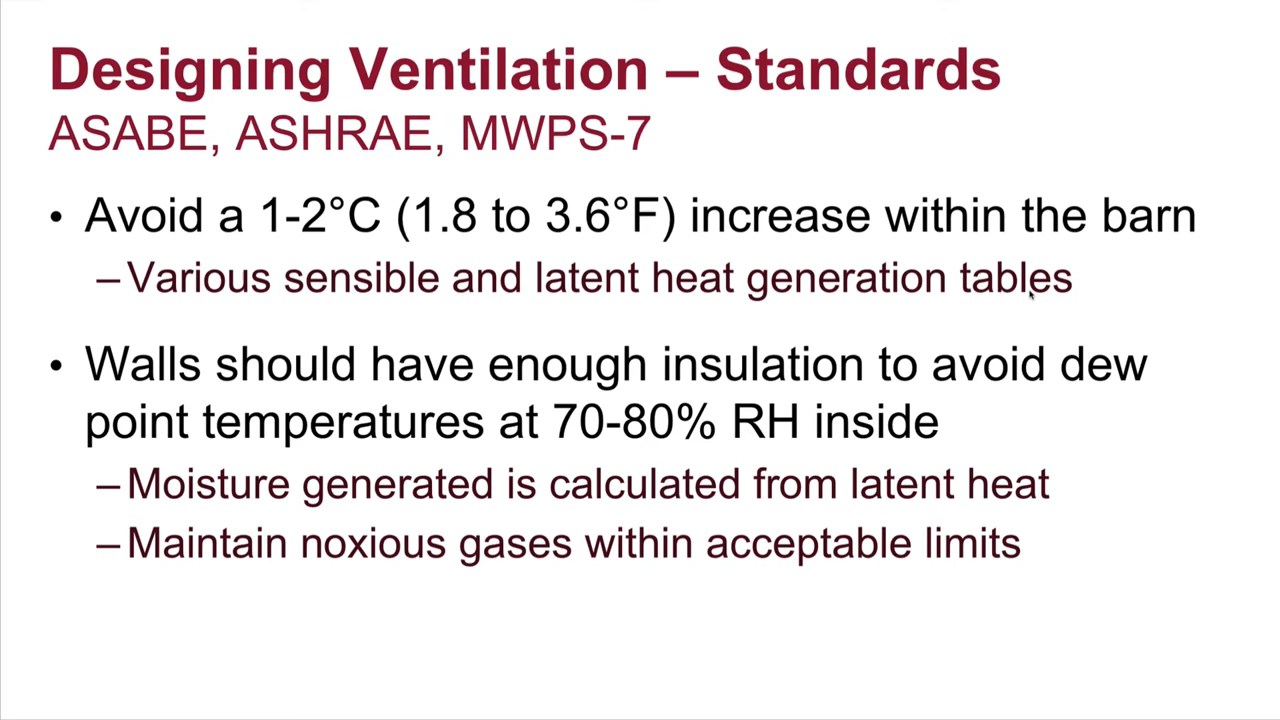 Designing Ventilation – Standards
ASABE, ASHRAE, MWPS-7
• Avoid a 1-2°C (1.8 to 3.6°F) increase within the barn
– Various sensible and latent heat generation tables
• Walls should have enough insulation to avoid dew
point temperatures at 70-80% RH inside
– Moisture generated is calculated from latent heat
– Maintain noxious gases within acceptable limits